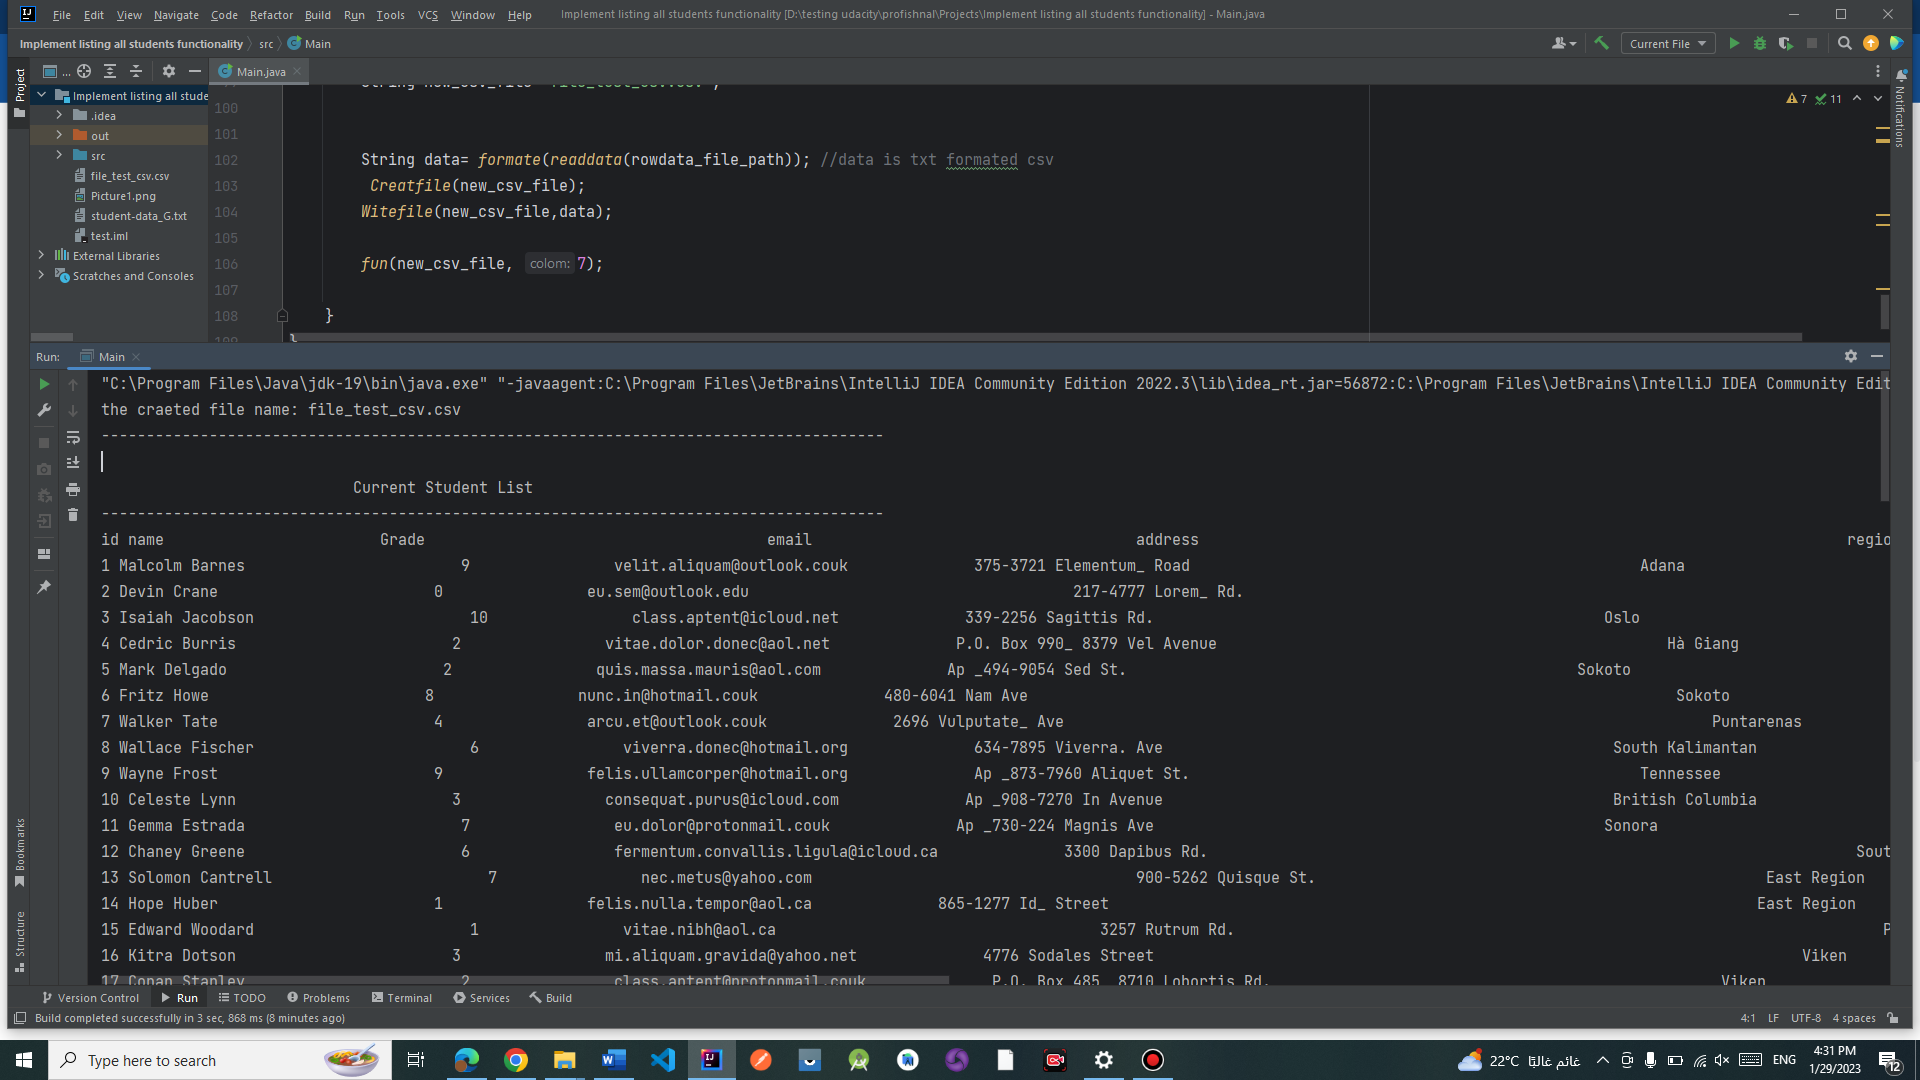 File Edit View Navigate Code Refactor Build Run Tools VCS Window Help Implement listing all students functionality [D:\testing udacity\profishnal\Projects\Implement listing all students functionality] - Main.java
Implement listing all students functionality src Main Current File
Project ... Main.java
Implement listing all stude
.idea
out
src
file_test_csv.csv
Picture1.png
student-data_G.txt
test.iml
External Libraries
Scratches and Consoles
7 11
Notifications
100
101
102 String data= formate(readdata(rowdata_file_path)); //data is txt formated csv
103 Creatfile(new_csv_file);
104 Witefile(new_csv_file,data);
105
106 fun(new_csv_file, colom: 7);
107
108 }
Run: Main
"C:\Program Files\Java\jdk-19\bin\java.exe" "-javaagent:C:\Program Files\JetBrains\IntelliJ IDEA Community Edition 2022.3\lib\idea_rt.jar=56872:C:\Program Files\JetBrains\IntelliJ IDEA Community Edit
the craeted file name: file_test_csv.csv
---------------------------------------------------------------------------------------
Current Student List
---------------------------------------------------------------------------------------
id name Grade email address regio
1 Malcolm Barnes 9 velit.aliquam@outlook.couk 375-3721 Elementum_ Road Adana
2 Devin Crane 0 eu.sem@outlook.edu 217-4777 Lorem_ Rd.
3 Isaiah Jacobson 10 class.aptent@icloud.net 339-2256 Sagittis Rd. Oslo
4 Cedric Burris 2 vitae.dolor.donec@aol.net P.O. Box 990_ 8379 Vel Avenue Hà Giang
5 Mark Delgado 2 quis.massa.mauris@aol.com Ap _494-9054 Sed St. Sokoto
6 Fritz Howe 8 nunc.in@hotmail.couk 480-6041 Nam Ave Sokoto
7 Walker Tate 4 arcu.et@outlook.couk 2696 Vulputate_ Ave Puntarenas
8 Wallace Fischer 6 viverra.donec@hotmail.org 634-7895 Viverra. Ave South Kalimantan
9 Wayne Frost 9 felis.ullamcorper@hotmail.org Ap _873-7960 Aliquet St. Tennessee
10 Celeste Lynn 3 consequat.purus@icloud.com Ap _908-7270 In Avenue British Columbia
11 Gemma Estrada 7 eu.dolor@protonmail.couk Ap _730-224 Magnis Ave Sonora
12 Chaney Greene 6 fermentum.convallis.ligula@icloud.ca 3300 Dapibus Rd. Sout
13 Solomon Cantrell 7 nec.metus@yahoo.com 900-5262 Quisque St. East Region
14 Hope Huber 1 felis.nulla.tempor@aol.ca 865-1277 Id_ Street East Region
15 Edward Woodard 1 vitae.nibh@aol.ca 3257 Rutrum Rd. P
16 Kitra Dotson 3 mi.aliquam.gravida@yahoo.net 4776 Sodales Street Viken
17 Conan Stanley 2 class.aptent@protonmail.couk P.O. Box 485_ 8710 Lobortis Rd. Viken
Bookmarks
Structure
Version Control Run TODO Problems Terminal Services Build
Build completed successfully in 3 sec, 868 ms (8 minutes ago) 4:1 LF UTF-8 4 spaces
Type here to search 22°C غائم غالبًا ENG 4:31 PM
1/29/2023 12